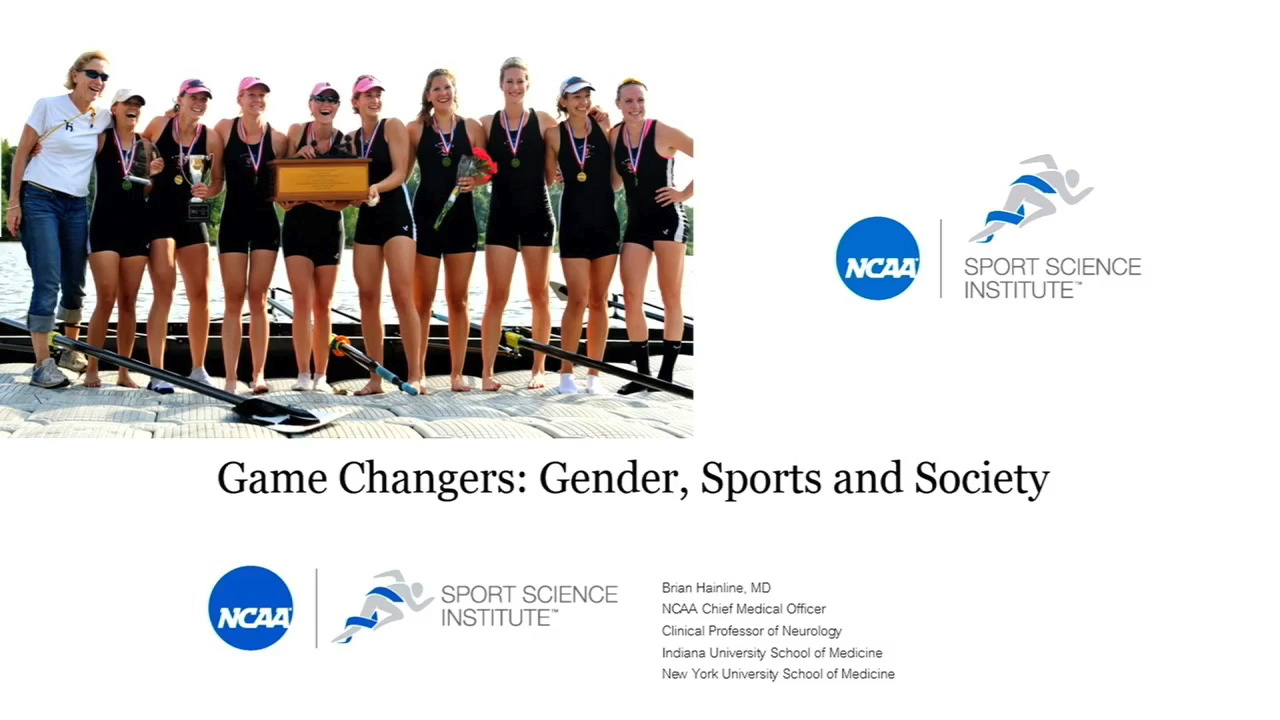 NCAA
SPORT SCIENCE
INSTITUTE™
Game Changers: Gender, Sports and Society
NCAA
SPORT SCIENCE
INSTITUTE™
Brian Hainline, MD
NCAA Chief Medical Officer
Clinical Professor of Neurology
Indiana University School of Medicine
New York University School of Medicine